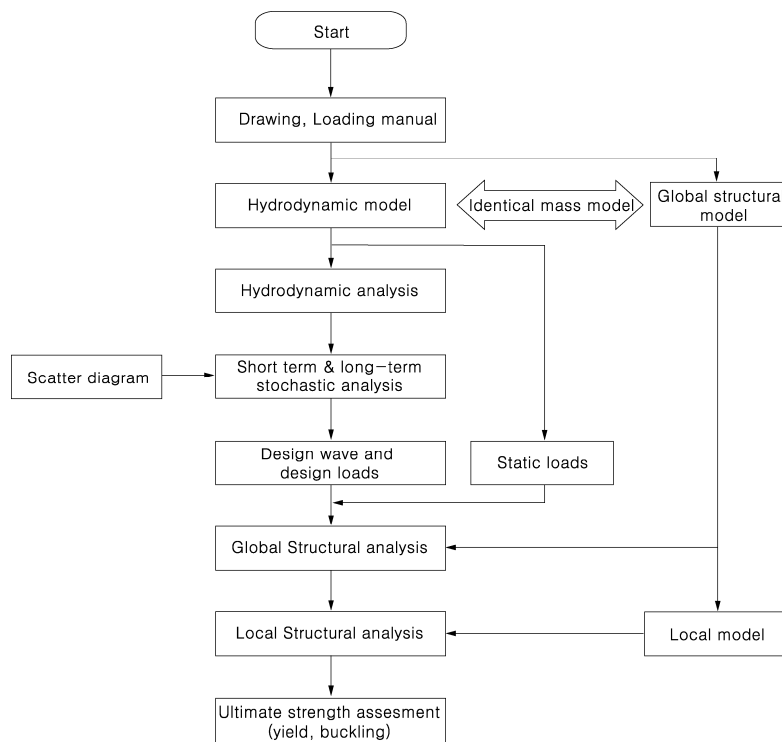 Start
Drawing, Loading manual
Hydrodynamic model
Identical mass model
Global structural
model
Hydrodynamic analysis
Scatter diagram
Short term & long-term
stochastic analysis
Design wave and
design loads
Static loads
Global Structural analysis
Local Structural analysis
Local model
Ultimate strength assesment
(yield, buckling)